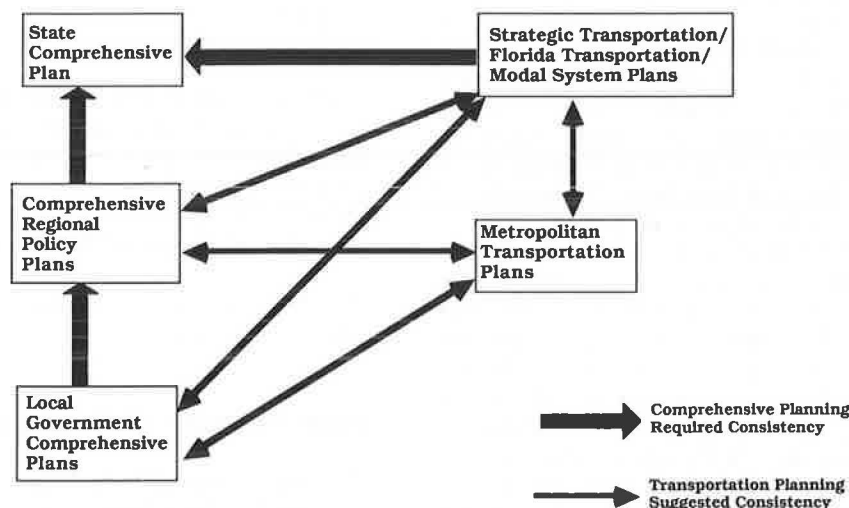 State
Comprehensive
Plan
Strategic Transportation/
Florida Transportation/
Modal System Plans
Comprehensive
Regional
Policy
Plans
Metropolitan
Transportation
Plans
Local
Government
Comprehensive
Plans
Comprehensive Planning
Required Consistency
Transportation Planning
Suggested Consistency